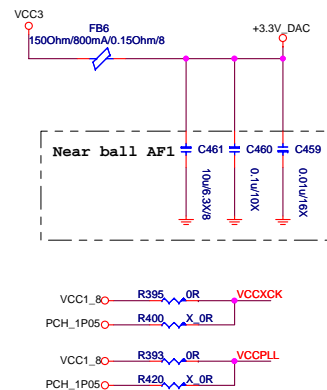 VCC3
FB6
150Ohm/800mA/0.15Ohm/8
+3.3V_DAC
Near ball AF1
C461
10u/6.3X/8
C460
0.1u/10X
C459
0.01u/16X
VCC1_8
R395
0R
VCCXCK
PCH_1P05
R400
X_0R
VCC1_8
R393
0R
VCCPLL
PCH_1P05
R420
X_0R